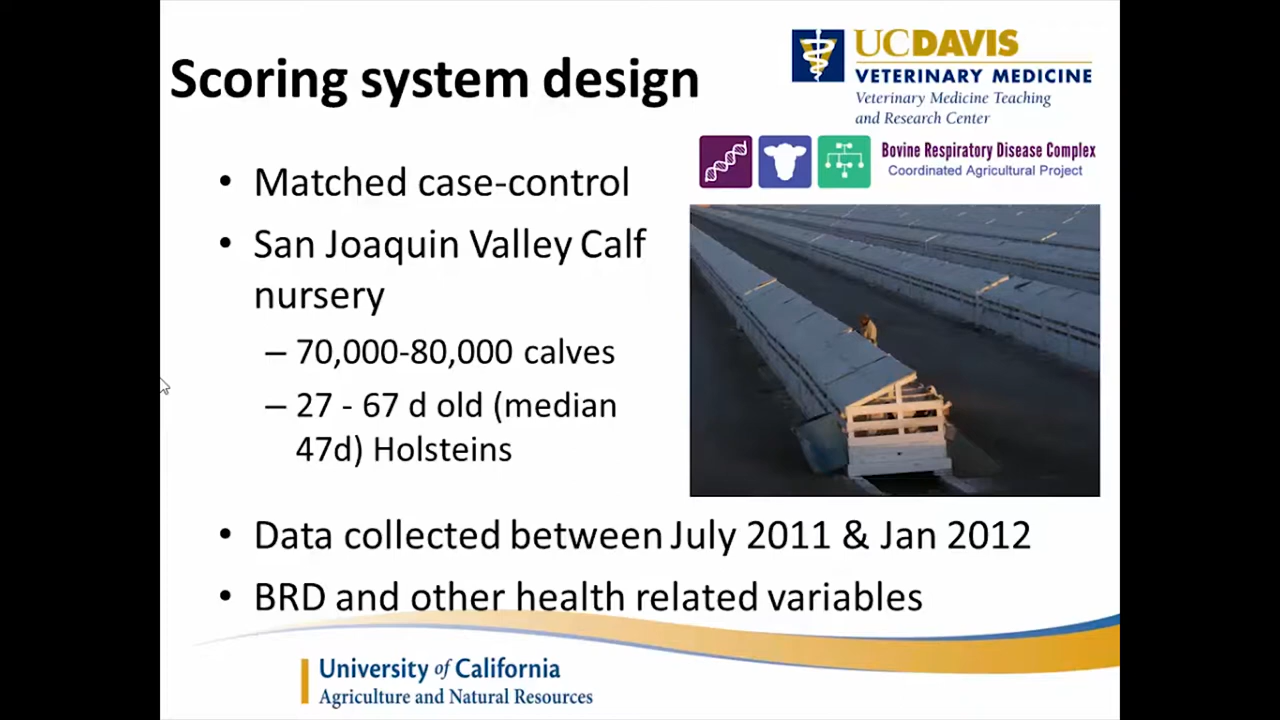 Scoring system design
UCDAVIS
VETERINARY MEDICINE
Veterinary Medicine Teaching
and Research Center
Bovine Respiratory Disease Complex
Coordinated Agricultural Project
• Matched case-control
• San Joaquin Valley Calf
nursery
– 70,000-80,000 calves
– 27 - 67 d old (median
47d) Holsteins
• Data collected between July 2011 & Jan 2012
• BRD and other health related variables
University of California
Agriculture and Natural Resources